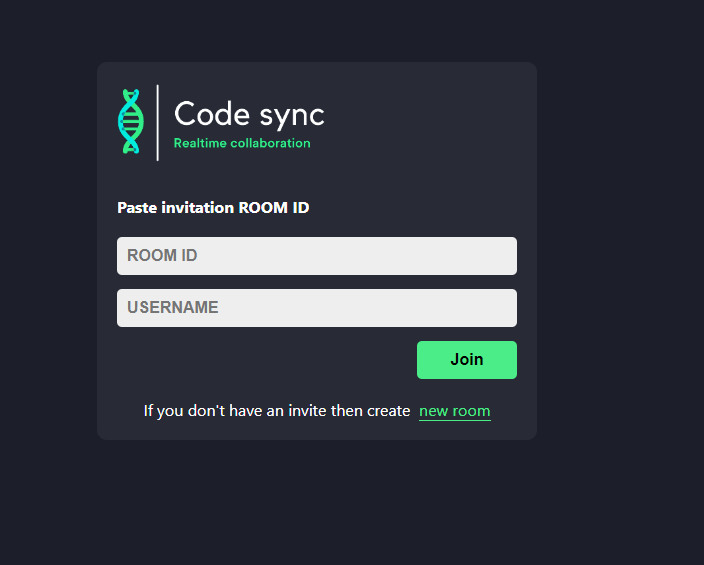 Code sync
Realtime collaboration
Paste invitation ROOM ID
ROOM ID
USERNAME
Join
If you don't have an invite then create new room